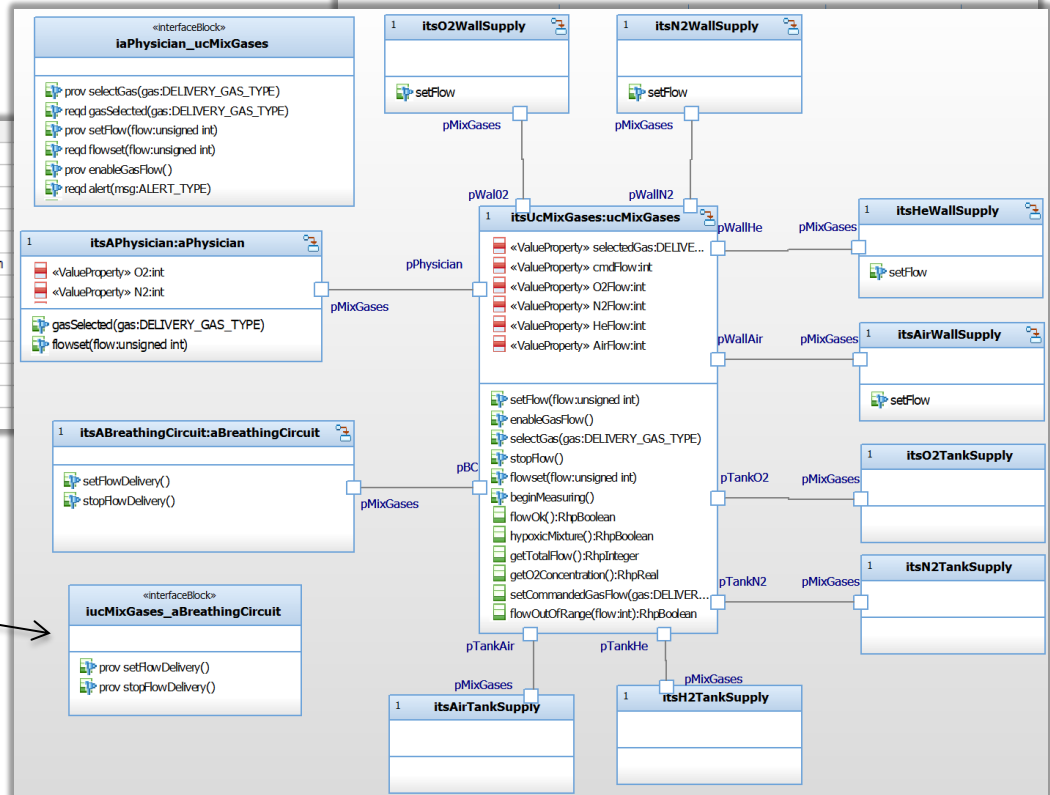 «interfaceBlock»
iaPhysician_ucMixGases
prov selectGas(gas:DELIVERY_GAS_TYPE)
reqd gasSelected(gas:DELIVERY_GAS_TYPE)
prov setFlow(flow:unsigned int)
reqd flowset(flow:unsigned int)
prov enableGasFlow()
reqd alert(msg:ALERT_TYPE)
1 itsO2WallSupply
setFlow
pMixGases
1 itsN2WallSupply
setFlow
pMixGases
1 itsAPhysician:aPhysician
«ValueProperty» O2:int
«ValueProperty» N2:int
gasSelected(gas:DELIVERY_GAS_TYPE)
flowset(flow:unsigned int)
pMixGases
pPhysician
pWal02
pWallN2
1 itsUcMixGases:ucMixGases
«ValueProperty» selectedGas:DELIVE...
«ValueProperty» cmdFlow:int
«ValueProperty» O2Flow:int
«ValueProperty» N2Flow:int
«ValueProperty» HeFlow:int
«ValueProperty» AirFlow:int
setFlow(flow:unsigned int)
enableGasFlow()
selectGas(gas:DELIVERY_GAS_TYPE)
stopFlow()
flowset(flow:unsigned int)
beginMeasuring()
flowOk():RhpBoolean
hypoxicMixture():RhpBoolean
getTotalFlow():RhpInteger
getO2Concentration():RhpReal
setCommandedGasFlow(gas:DELIVER...
flowOutOfRange(flow:int):RhpBoolean
pWallHe
pMixGases
1 itsHeWallSupply
setFlow
pWallAir
pMixGases
1 itsAirWallSupply
setFlow
1 itsABreathingCircuit:aBreathingCircuit
setFlowDelivery()
stopFlowDelivery()
pMixGases
pBC
pTankO2
pMixGases
1 itsO2TankSupply
pTankN2
pMixGases
1 itsN2TankSupply
«interfaceBlock»
iucMixGases_aBreathingCircuit
prov setFlowDelivery()
prov stopFlowDelivery()
pTankAir
pMixGases
1 itsAirTankSupply
pTankHe
pMixGases
1 itsH2TankSupply